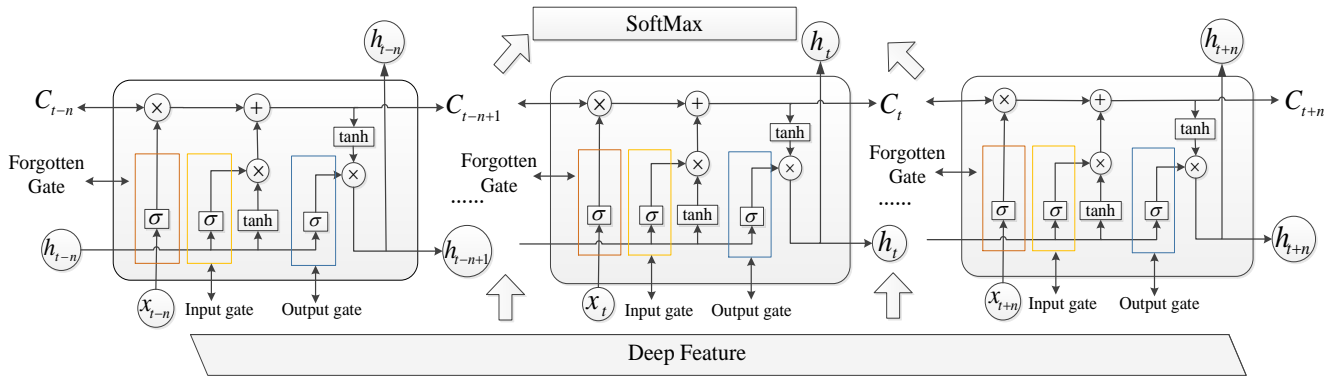 SoftMax
h_{t-n}
h_t
h_{t+n}
C_{t-n}
×
+
C_{t-n+1}
×
+
C_t
×
+
C_{t+n}
tanh
tanh
tanh
Forgotten
Gate
×
×
Forgotten
Gate
×
×
Forgotten
Gate
×
×
......
......
σ
σ
tanh
σ
σ
σ
tanh
σ
σ
σ
tanh
σ
h_{t-n}
h_{t-n+1}
h_t
h_{t+n}
x_{t-n}
Input gate
Output gate
x_t
Input gate
Output gate
x_{t+n}
Input gate
Output gate
Deep Feature